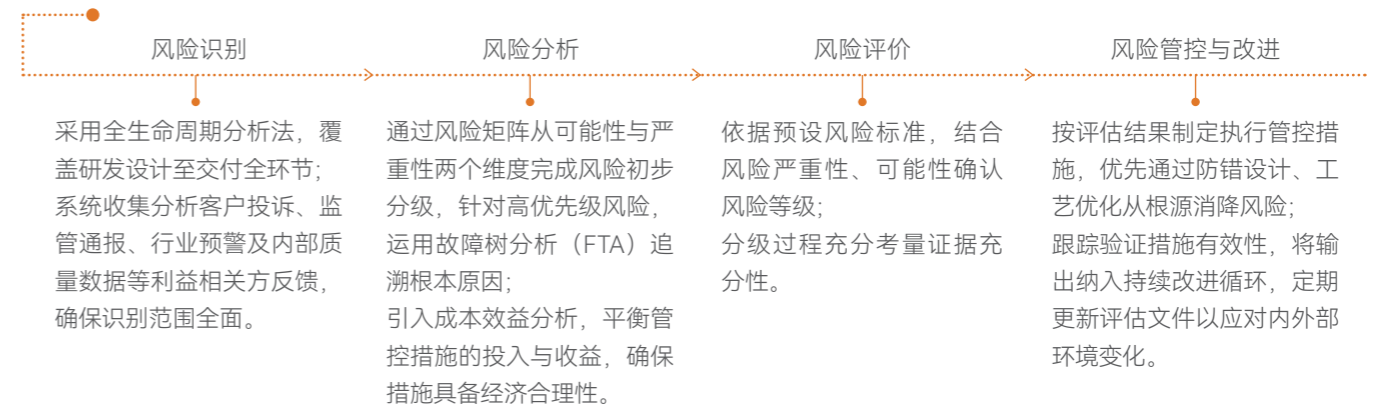 风险识别
采用全生命周期分析法，覆
盖研发设计至交付全环节；
系统收集分析客户投诉、监
管通报、行业预警及内部质
量数据等利益相关方反馈，
确保识别范围全面。
风险分析
通过风险矩阵从可能性与严
重性两个维度完成风险初步
分级，针对高优先级风险，
运用故障树分析（FTA）追
溯根本原因；
引入成本效益分析，平衡管
控措施的投入与收益，确保
措施具备经济合理性。
风险评价
依据预设风险标准，结合
风险严重性、可能性确认
风险等级；
分级过程充分考量证据充
分性。
风险管控与改进
按评估结果制定执行管控措
施，优先通过防错设计、工
艺优化从根源消降风险；
跟踪验证措施有效性，将输
出纳入持续改进循环，定期
更新评估文件以应对内外部
环境变化。